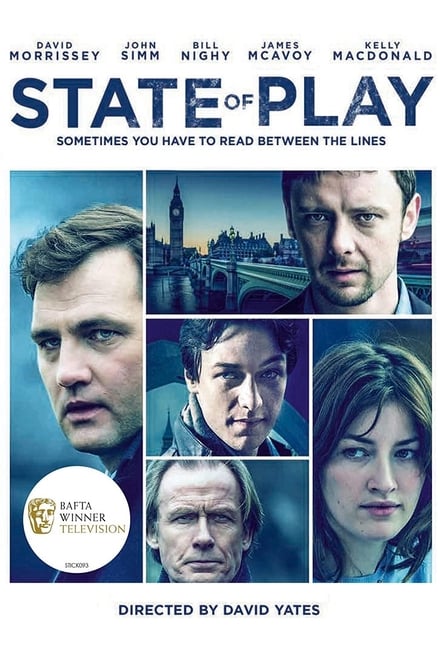 DAVID MORRISSEY
JOHN SIMM
BILL NIGHY
JAMES MCAVOY
KELLY MACDONALD
STATE OF PLAY
SOMETIMES YOU HAVE TO READ BETWEEN THE LINES
BAFTA
WINNER
TELEVISION
STICK093
DIRECTED BY DAVID YATES